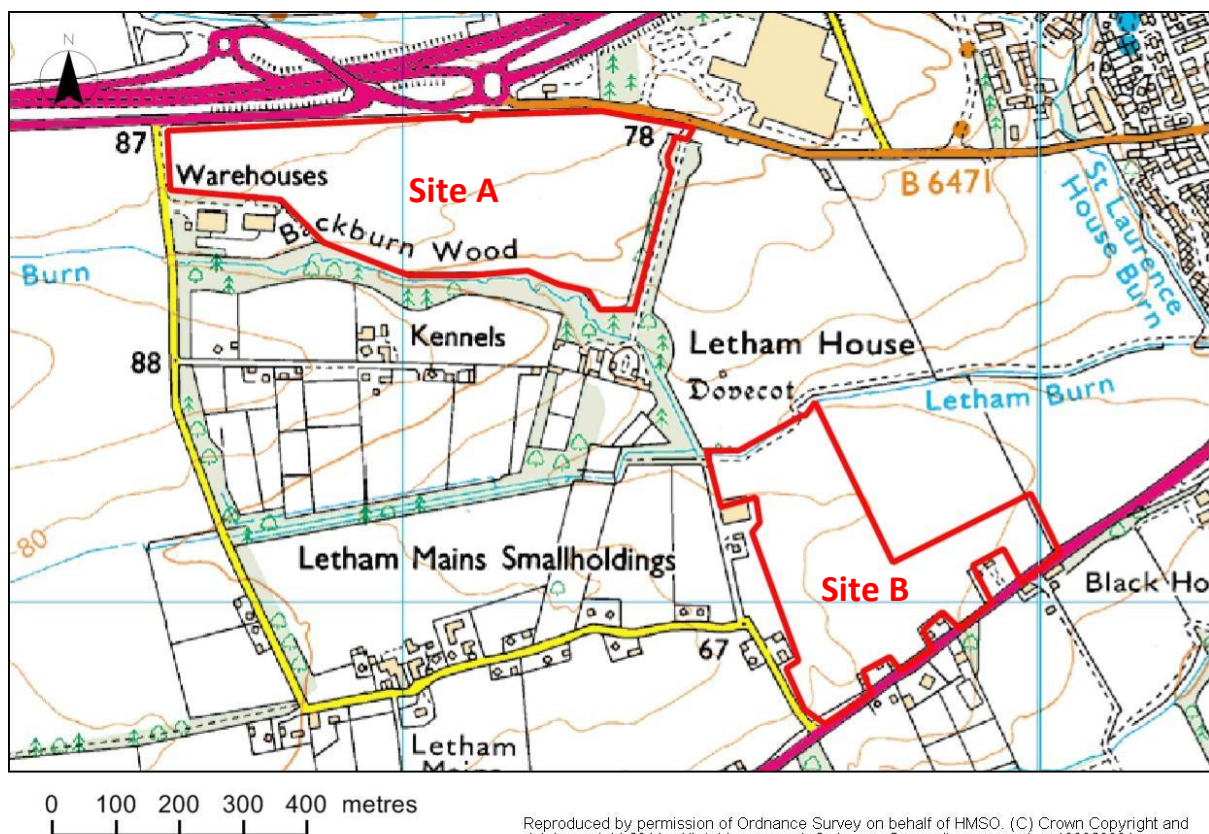 N
87
78
Warehouses
Site A
B 6471
Backburn Wood
St Laurence
House Burn
Burn
Kennels
88
Letham House
Dovecot
Letham Burn
80
Letham Mains Smallholdings
Site B
Black Ho
67
Letham
0 100 200 300 400 metres
Reproduced by permission of Ordnance Survey on behalf of HMSO. (C) Crown Copyright and